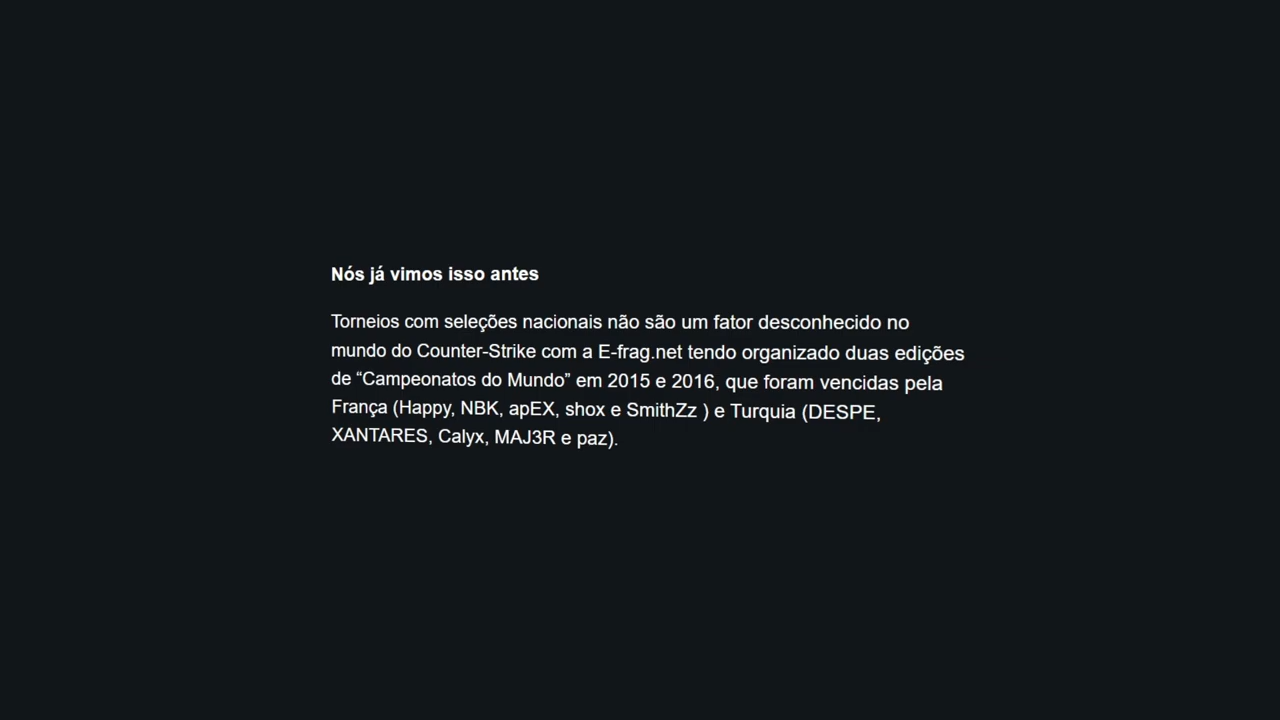 Nós já vimos isso antes
Torneios com seleções nacionais não são um fator desconhecido no
mundo do Counter-Strike com a E-frag.net tendo organizado duas edições
de “Campeonatos do Mundo” em 2015 e 2016, que foram vencidas pela
França (Happy, NBK, apEX, shox e SmithZz ) e Turquia (DESPE,
XANTARES, Calyx, MAJ3R e paz).